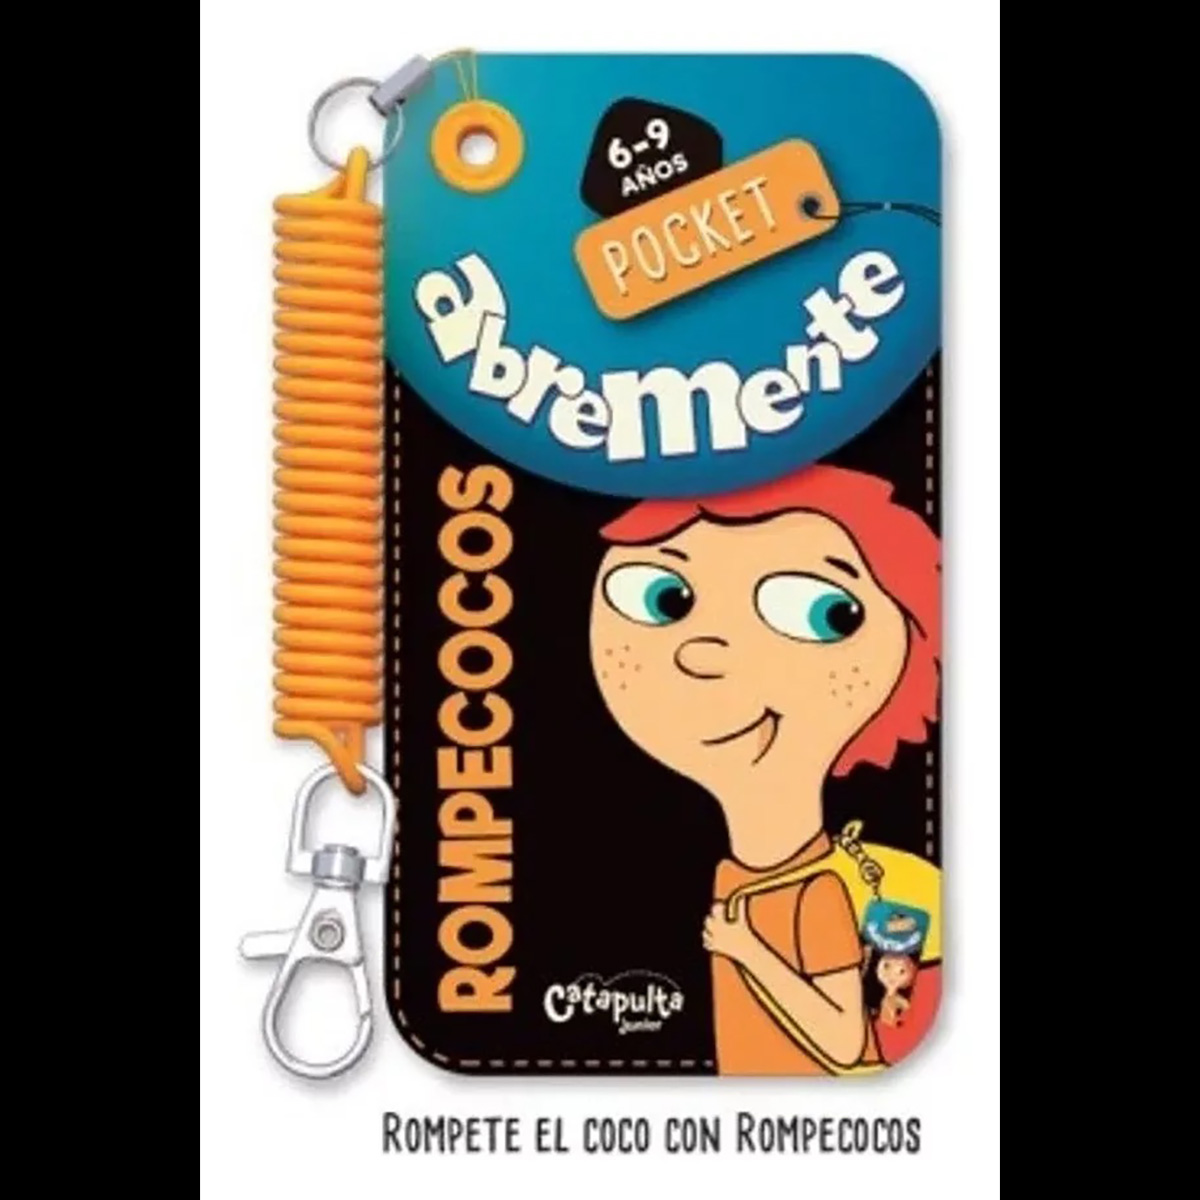 6-9
AÑOS
POCKET
abremente
ROMPECOCOS
Catapulta
junior
ROMPETE EL COCO CON ROMPECOCOS